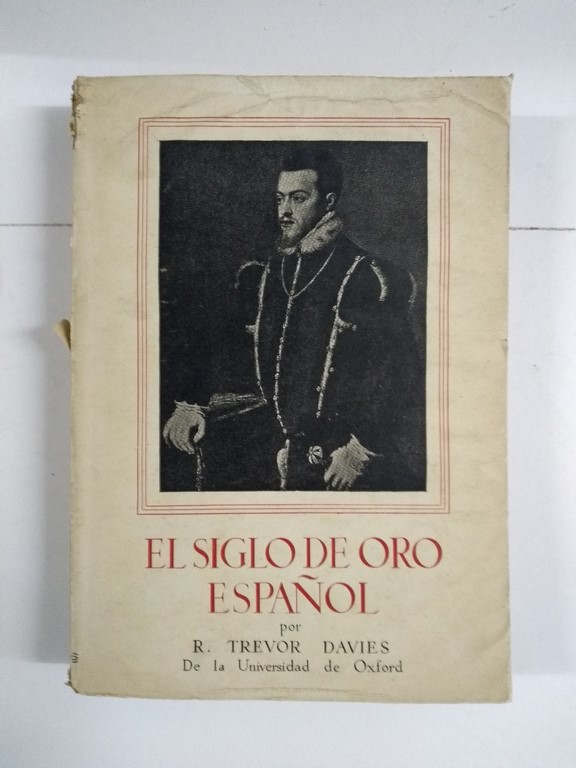 EL SIGLO DE ORO
ESPAÑOL
por
R. TREVOR DAVIES
De la Universidad de Oxford